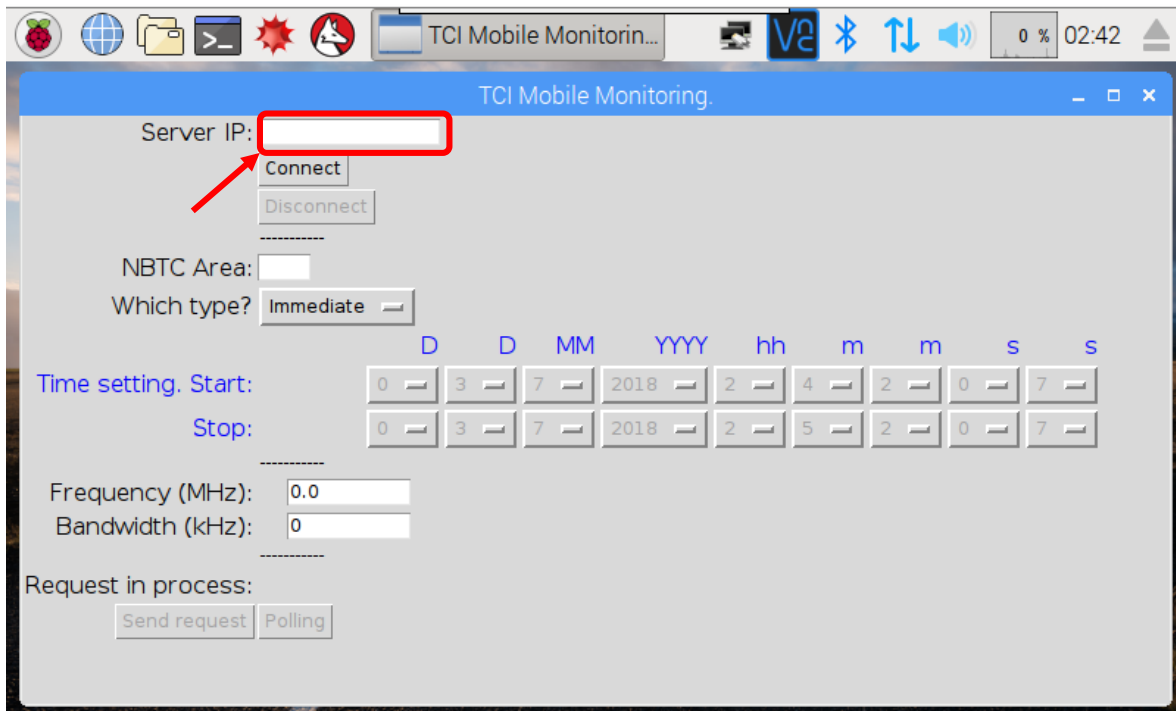 TCI Mobile Monitorin...
V2
0 % 02:42
TCI Mobile Monitoring.
Server IP:
Connect
Disconnect
-----------
NBTC Area:
Which type? Immediate
D D MM YYYY hh m m s s
Time setting. Start: 0 3 7 2018 2 4 2 0 7
Stop: 0 3 7 2018 2 5 2 0 7
-----------
Frequency (MHz): 0.0
Bandwidth (kHz): 0
-----------
Request in process:
Send request Polling